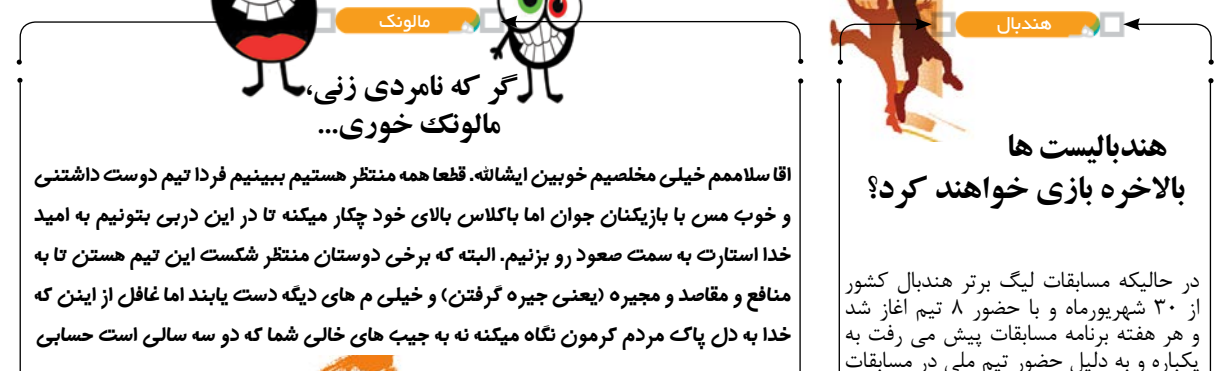 هندبال
هندبالیست ها
بالاخره بازی خواهند کرد؟
در حالیکه مسابقات لیگ برتر هندبال کشور
از ۳۰ شهریورماه و با حضور ۸ تیم اغاز شد
و هر هفته برنامه مسابقات پیش می رفت به
یکباره و به دلیل حضور تیم ملی در مسابقات
مالونک
گر که نامردی زنی،
مالونک خوری...
اقا سلاممم خیلی مخلصیم خوبین ایشالله. قطعا همه منتظر هستیم ببینیم فردا تیم دوست داشتنی
و خوب مس با بازیکنان جوان اما باکلاس بالای خود چکار میکنه تا در این دربی بتونیم به امید
خدا استارت به سمت صعود رو بزنیم. البته که برخی دوستان منتظر شکست این تیم هستن تا به
منافع و مقاصد و مجیره (یعنی جیره گرفتن) و خیلی م های دیگه دست یابند اما غافل از اینن که
خدا به دل پاک مردم کرمون نگاه میکنه نه به جیب های خالی شما که دو سه سالی است حسابی